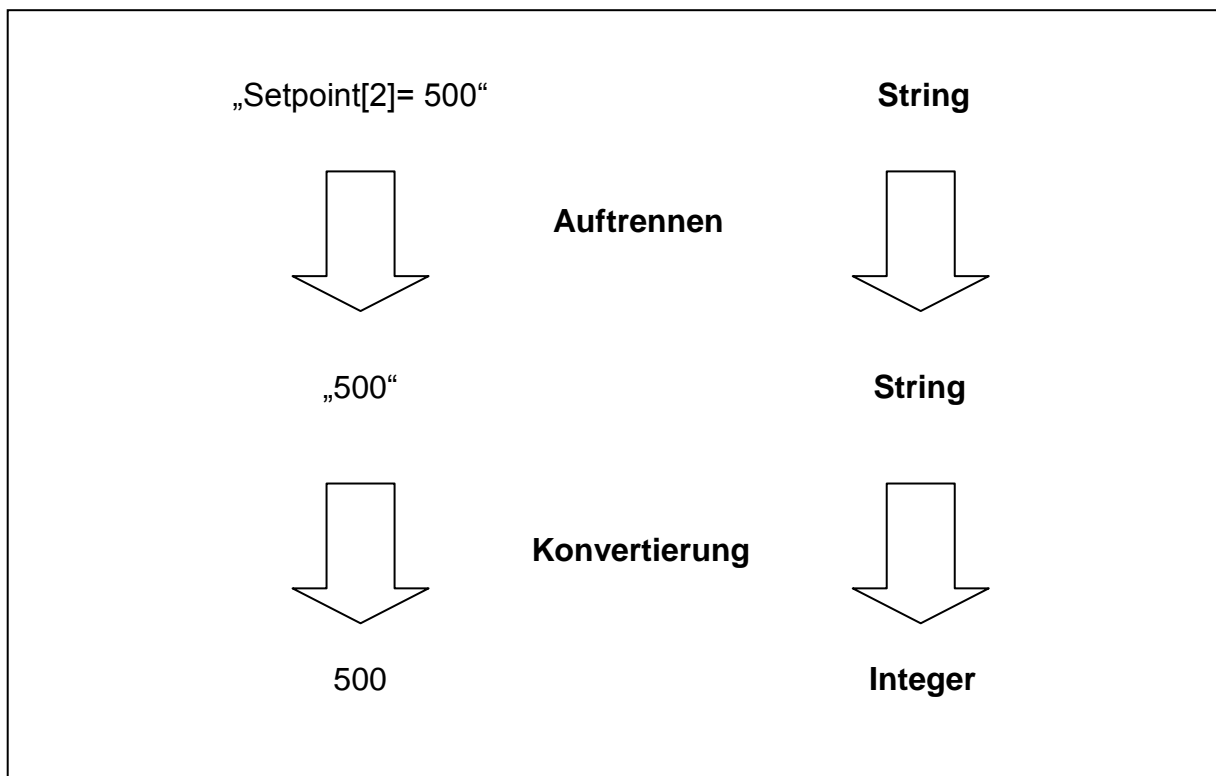 „Setpoint[2]= 500“ String
Auftrennen
„500“ String
Konvertierung
500 Integer